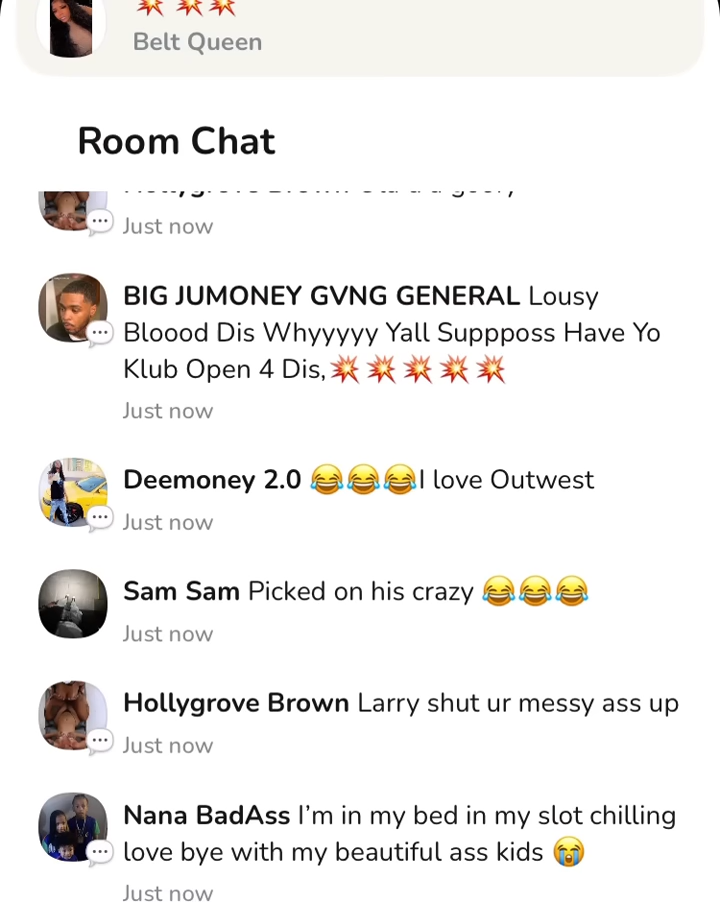 💥 💥 💥
Belt Queen
Room Chat
Just now
BIG JUMONEY GVNG GENERAL Lousy
Bloood Dis Whyyyyy Yall Suppposs Have Yo
Klub Open 4 Dis,💥 💥 💥 💥 💥
Just now
Deemoney 2.0 😂😂😂I love Outwest
Just now
Sam Sam Picked on his crazy 😂😂😂
Just now
Hollygrove Brown Larry shut ur messy ass up
Just now
Nana BadAss I’m in my bed in my slot chilling
love bye with my beautiful ass kids 😭
Just now